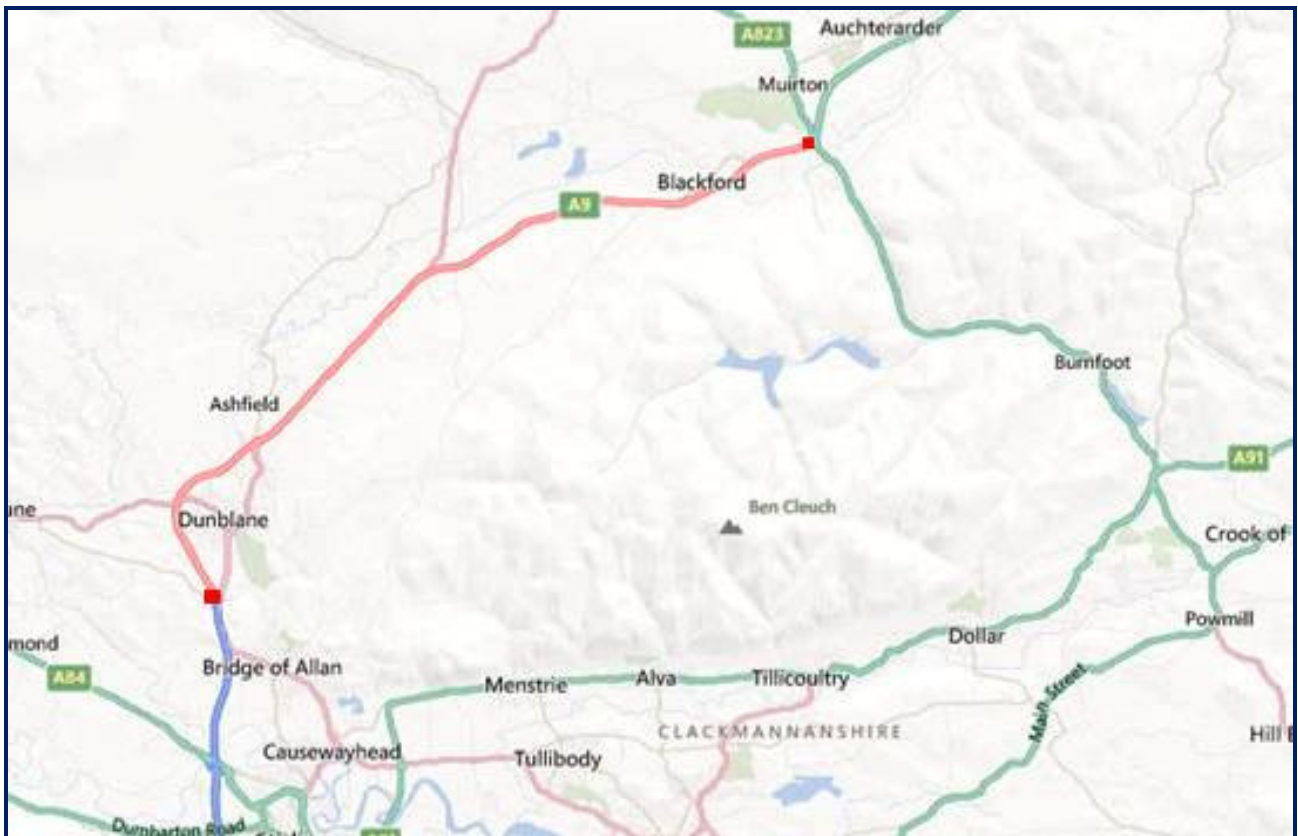 Auchterarder
A823
Muirton
Blackford
A9
Burnfoot
Ashfield
A91
Ben Cleuch
Dunblane
Crook of
Powmill
Dollar
mond
Bridge of Allan
A84
Menstrie
Alva
Tillicoultry
Main Street
CLACKMANNANSHIRE
Hill
Causewayhead
Tullibody
Dumbarton Road